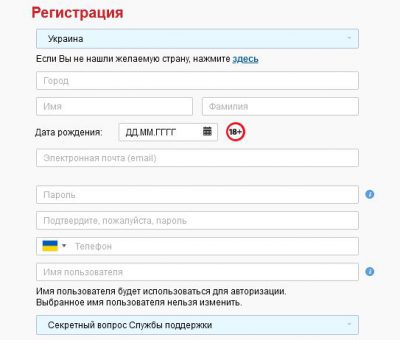 Регистрация
Украина
Если Вы не нашли желаемую страну, нажмите здесь
Город
Имя Фамилия
Дата рождения: ДД.ММ.ГГГГ 18+
Электронная почта (email)
Пароль
Подтвердите, пожалуйста, пароль
Телефон
Имя пользователя
Имя пользователя будет использоваться для авторизации.
Выбранное имя пользователя нельзя изменить.
Секретный вопрос Службы поддержки